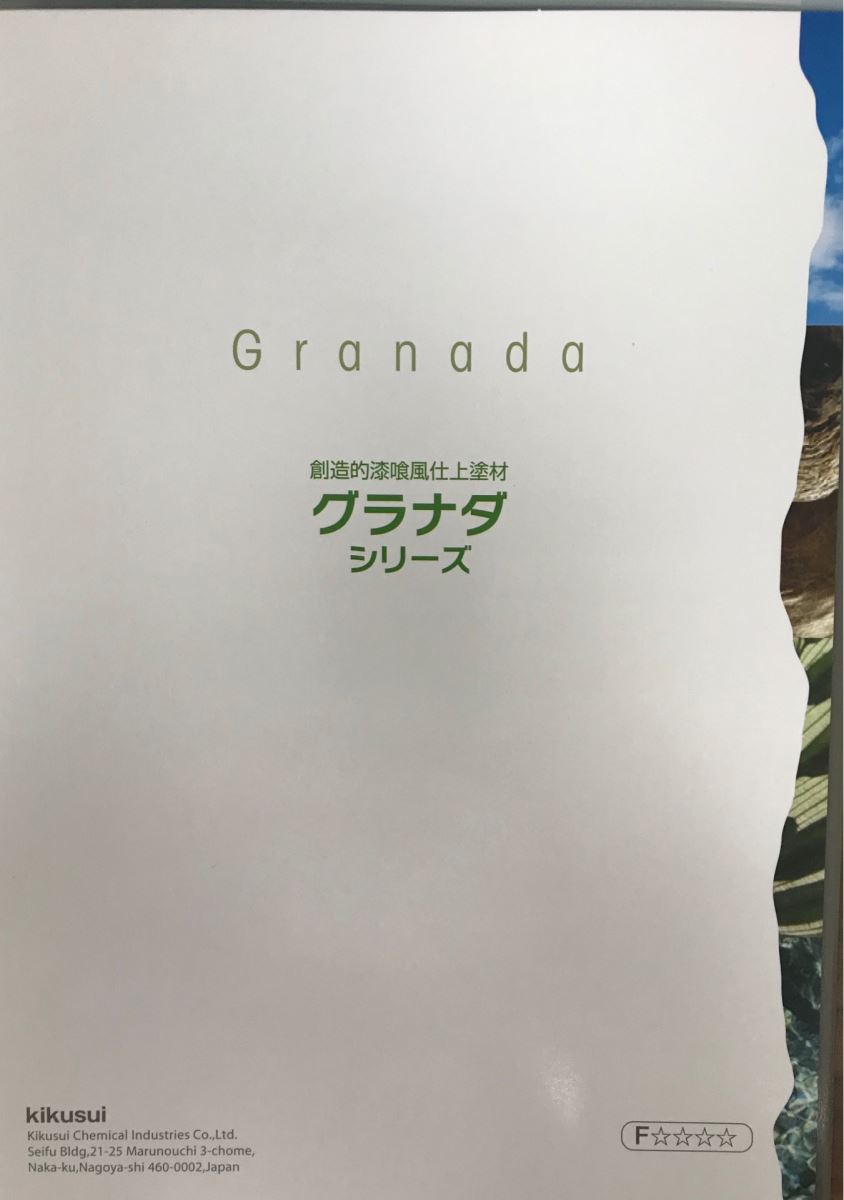 Granada
創造的漆喰風仕上塗材
グラナダ
シリーズ
kikusui
Kikusui Chemical Industries Co.,Ltd.
Seifu Bldg,21-25 Marunouchi 3-chome,
Naka-ku,Nagoya-shi 460-0002,Japan
F☆☆☆☆